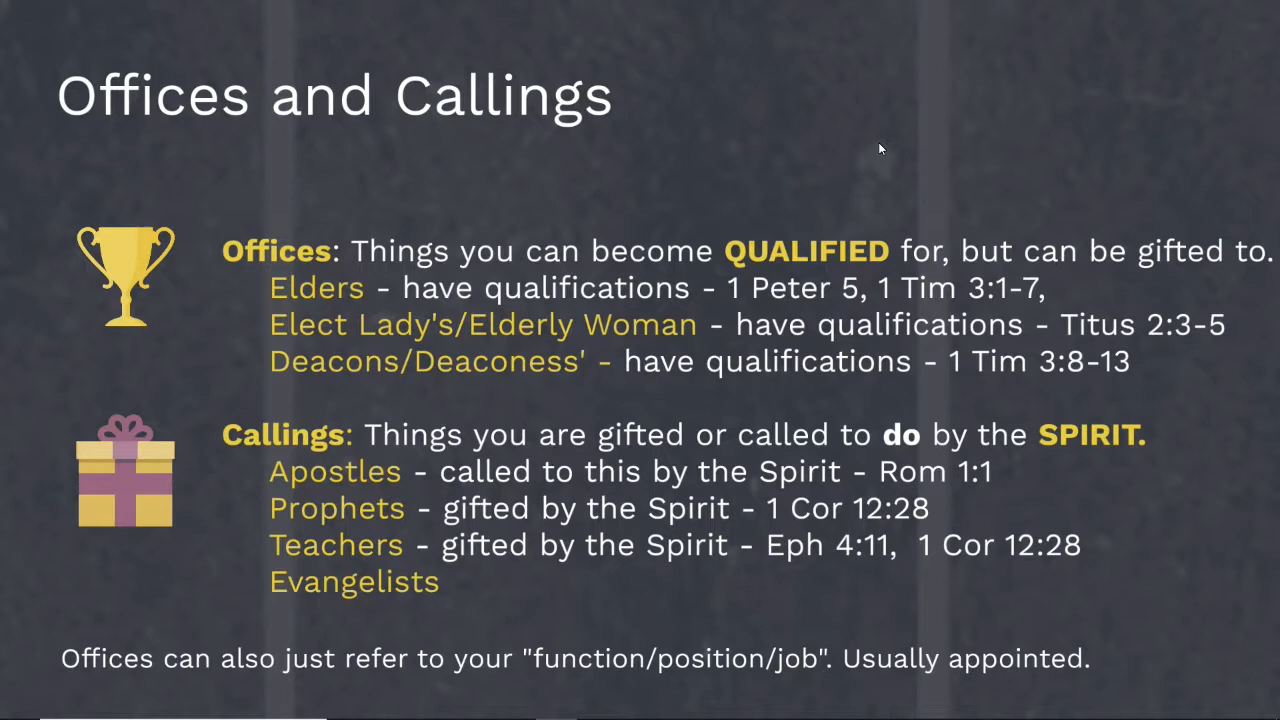 Offices and Callings
Offices: Things you can become QUALIFIED for, but can be gifted to.
Elders - have qualifications - 1 Peter 5, 1 Tim 3:1-7,
Elect Lady's/Elderly Woman - have qualifications - Titus 2:3-5
Deacons/Deaconess' - have qualifications - 1 Tim 3:8-13
Callings: Things you are gifted or called to do by the SPIRIT.
Apostles - called to this by the Spirit - Rom 1:1
Prophets - gifted by the Spirit - 1 Cor 12:28
Teachers - gifted by the Spirit - Eph 4:11,  1 Cor 12:28
Evangelists
Offices can also just refer to your "function/position/job". Usually appointed.